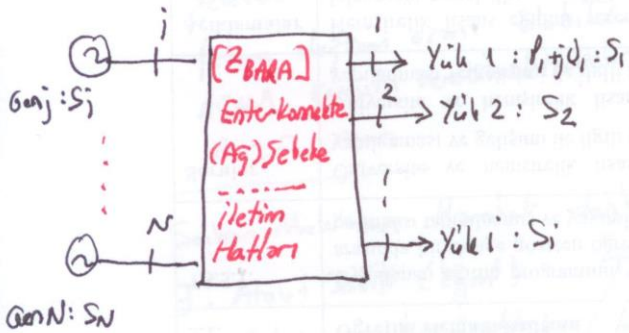 j
Genj : Sj
N
GenN : SN
[ZBARA]
Enterkonnekte
(Ağ) Şebeke
İletim
Hatları
1
Yük 1 : P1+jQ1 : S1
2
Yük 2 : S2
i
Yük i : Si